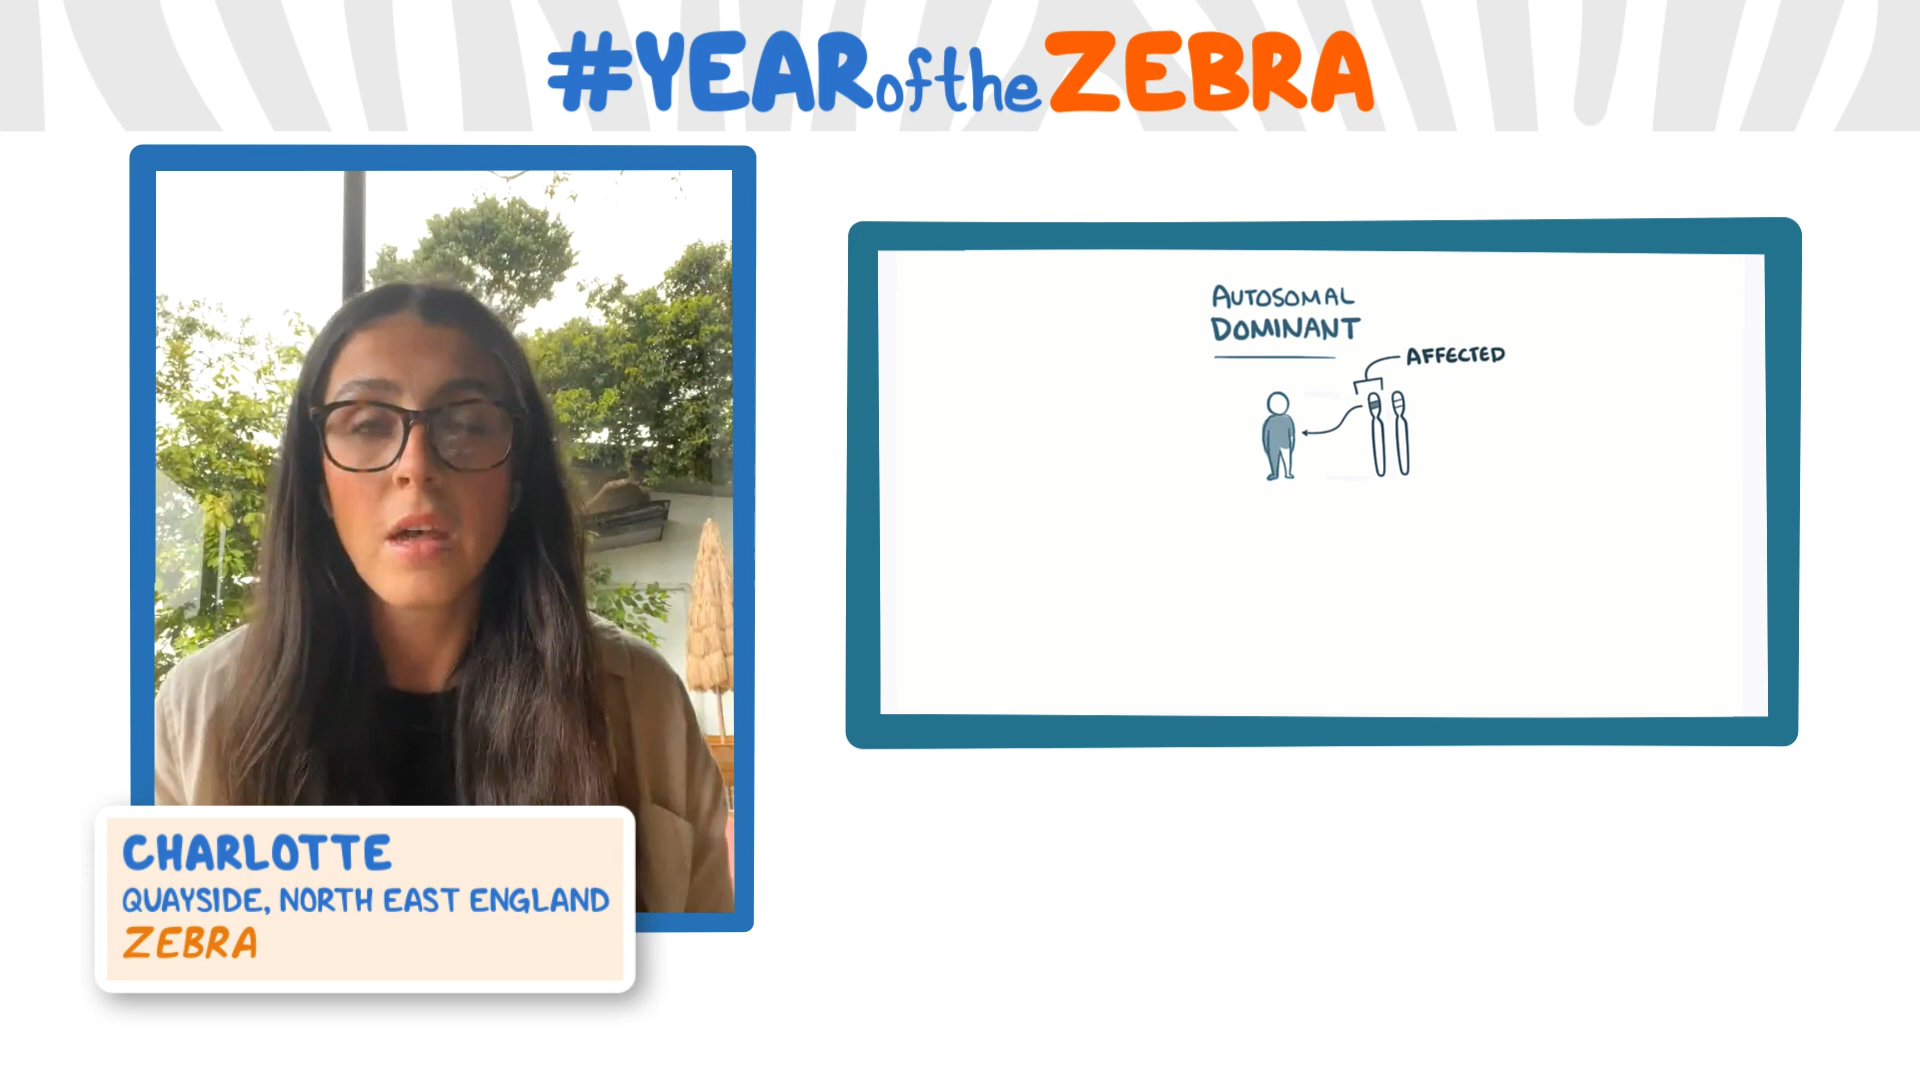 #YEARoftheZEBRA
CHARLOTTE
QUAYSIDE, NORTH EAST ENGLAND
ZEBRA
AUTOSOMAL
DOMINANT
AFFECTED